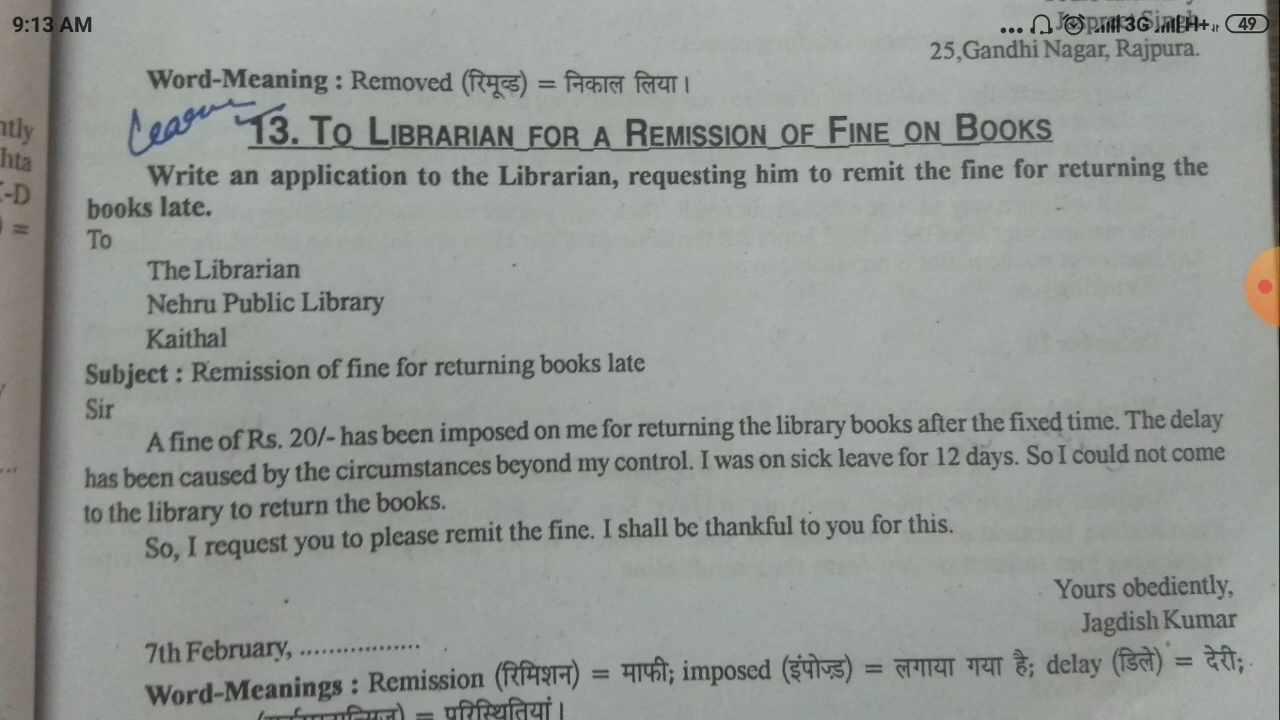 9:13 AM
... 3G H+ 49
25,Gandhi Nagar, Rajpura.
Word-Meaning : Removed (रिमूव्ड) = निकाल लिया।
Learn
13. TO LIBRARIAN FOR A REMISSION OF FINE ON BOOKS
ntly
Write an application to the Librarian, requesting him to remit the fine for returning the
hta
books late.
-D
To
) =
The Librarian
Nehru Public Library
Kaithal
Subject : Remission of fine for returning books late
Sir
A fine of Rs. 20/- has been imposed on me for returning the library books after the fixed time. The delay
has been caused by the circumstances beyond my control. I was on sick leave for 12 days. So I could not come
...
to the library to return the books.
So, I request you to please remit the fine. I shall be thankful to you for this.
Yours obediently,
Jagdish Kumar
7th February, .................
Word-Meanings : Remission (रिमिशन) = माफी; imposed (इंपोज़्ड) = लगाया गया है; delay (डिले) = देरी;
= परिस्थितियां।